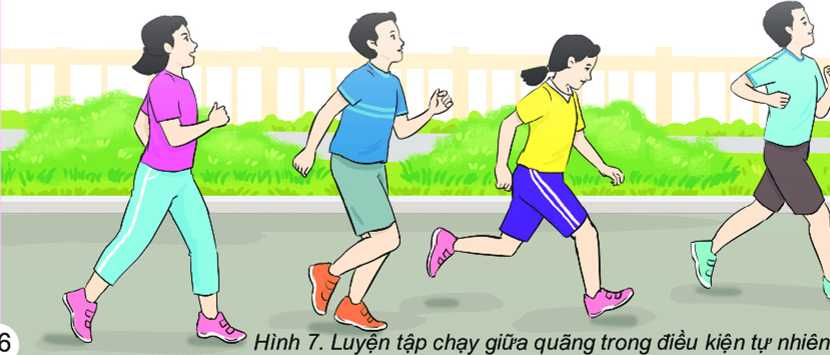 6
Hình 7. Luyện tập chạy giữa quãng trong điều kiện tự nhiên